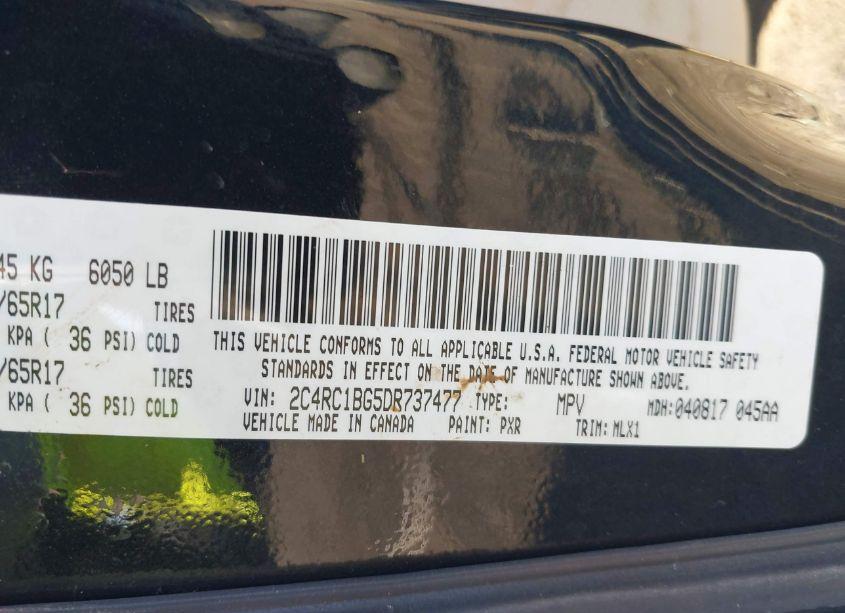 45 KG 6050 LB
/65R17 TIRES
KPA ( 36 PSI) COLD
/65R17 TIRES
KPA ( 36 PSI) COLD
THIS VEHICLE CONFORMS TO ALL APPLICABLE U.S.A. FEDERAL MOTOR VEHICLE SAFETY
STANDARDS IN EFFECT ON THE DATE OF MANUFACTURE SHOWN ABOVE.
VIN: 2C4RC1BG5DR737477 TYPE: MPV MDH:040817 045AA
VEHICLE MADE IN CANADA PAINT: PXR TRIM: MLX1